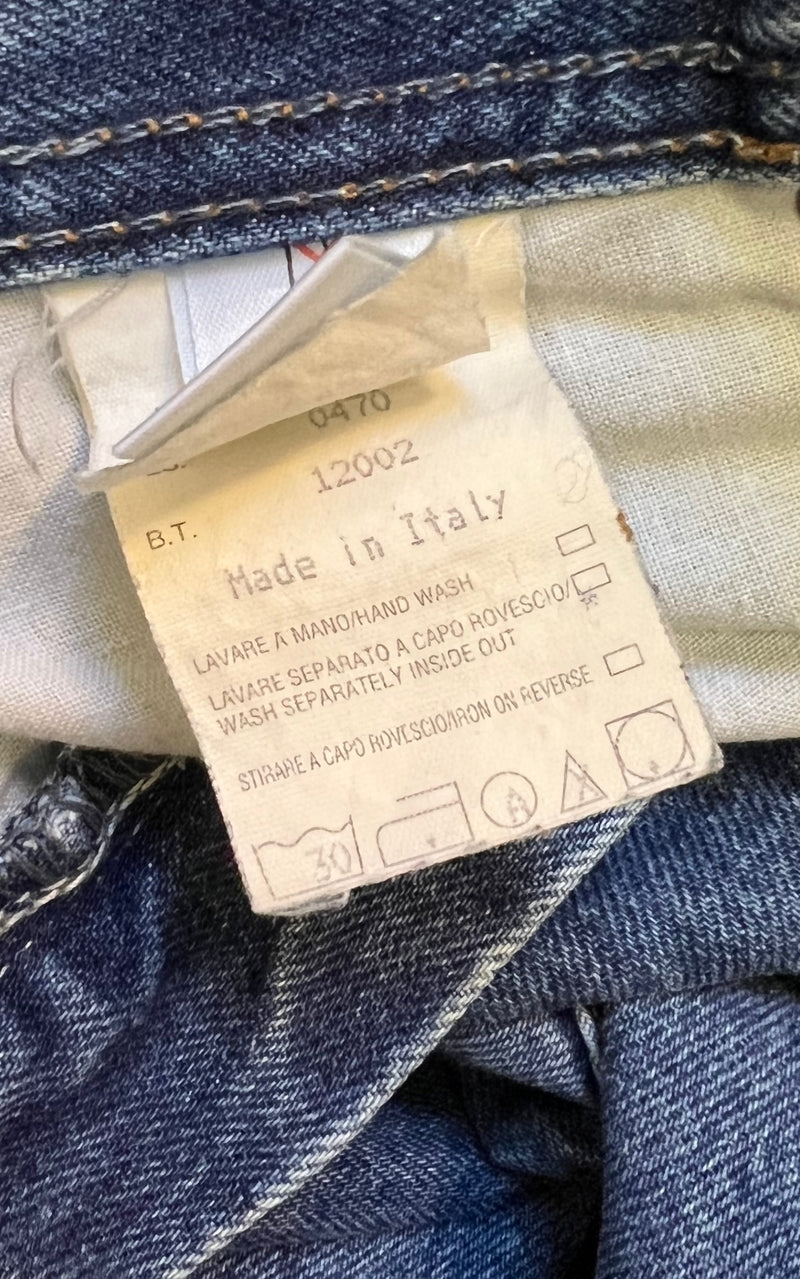 0470
12002
B.T.
Made in Italy
LAVARE A MANO/HAND WASH
LAVARE SEPARATO A CAPO ROVESCIO/
WASH SEPARATELY INSIDE OUT
STIRARE A CAPO ROVESCIO/IRON ON REVERSE
30 A